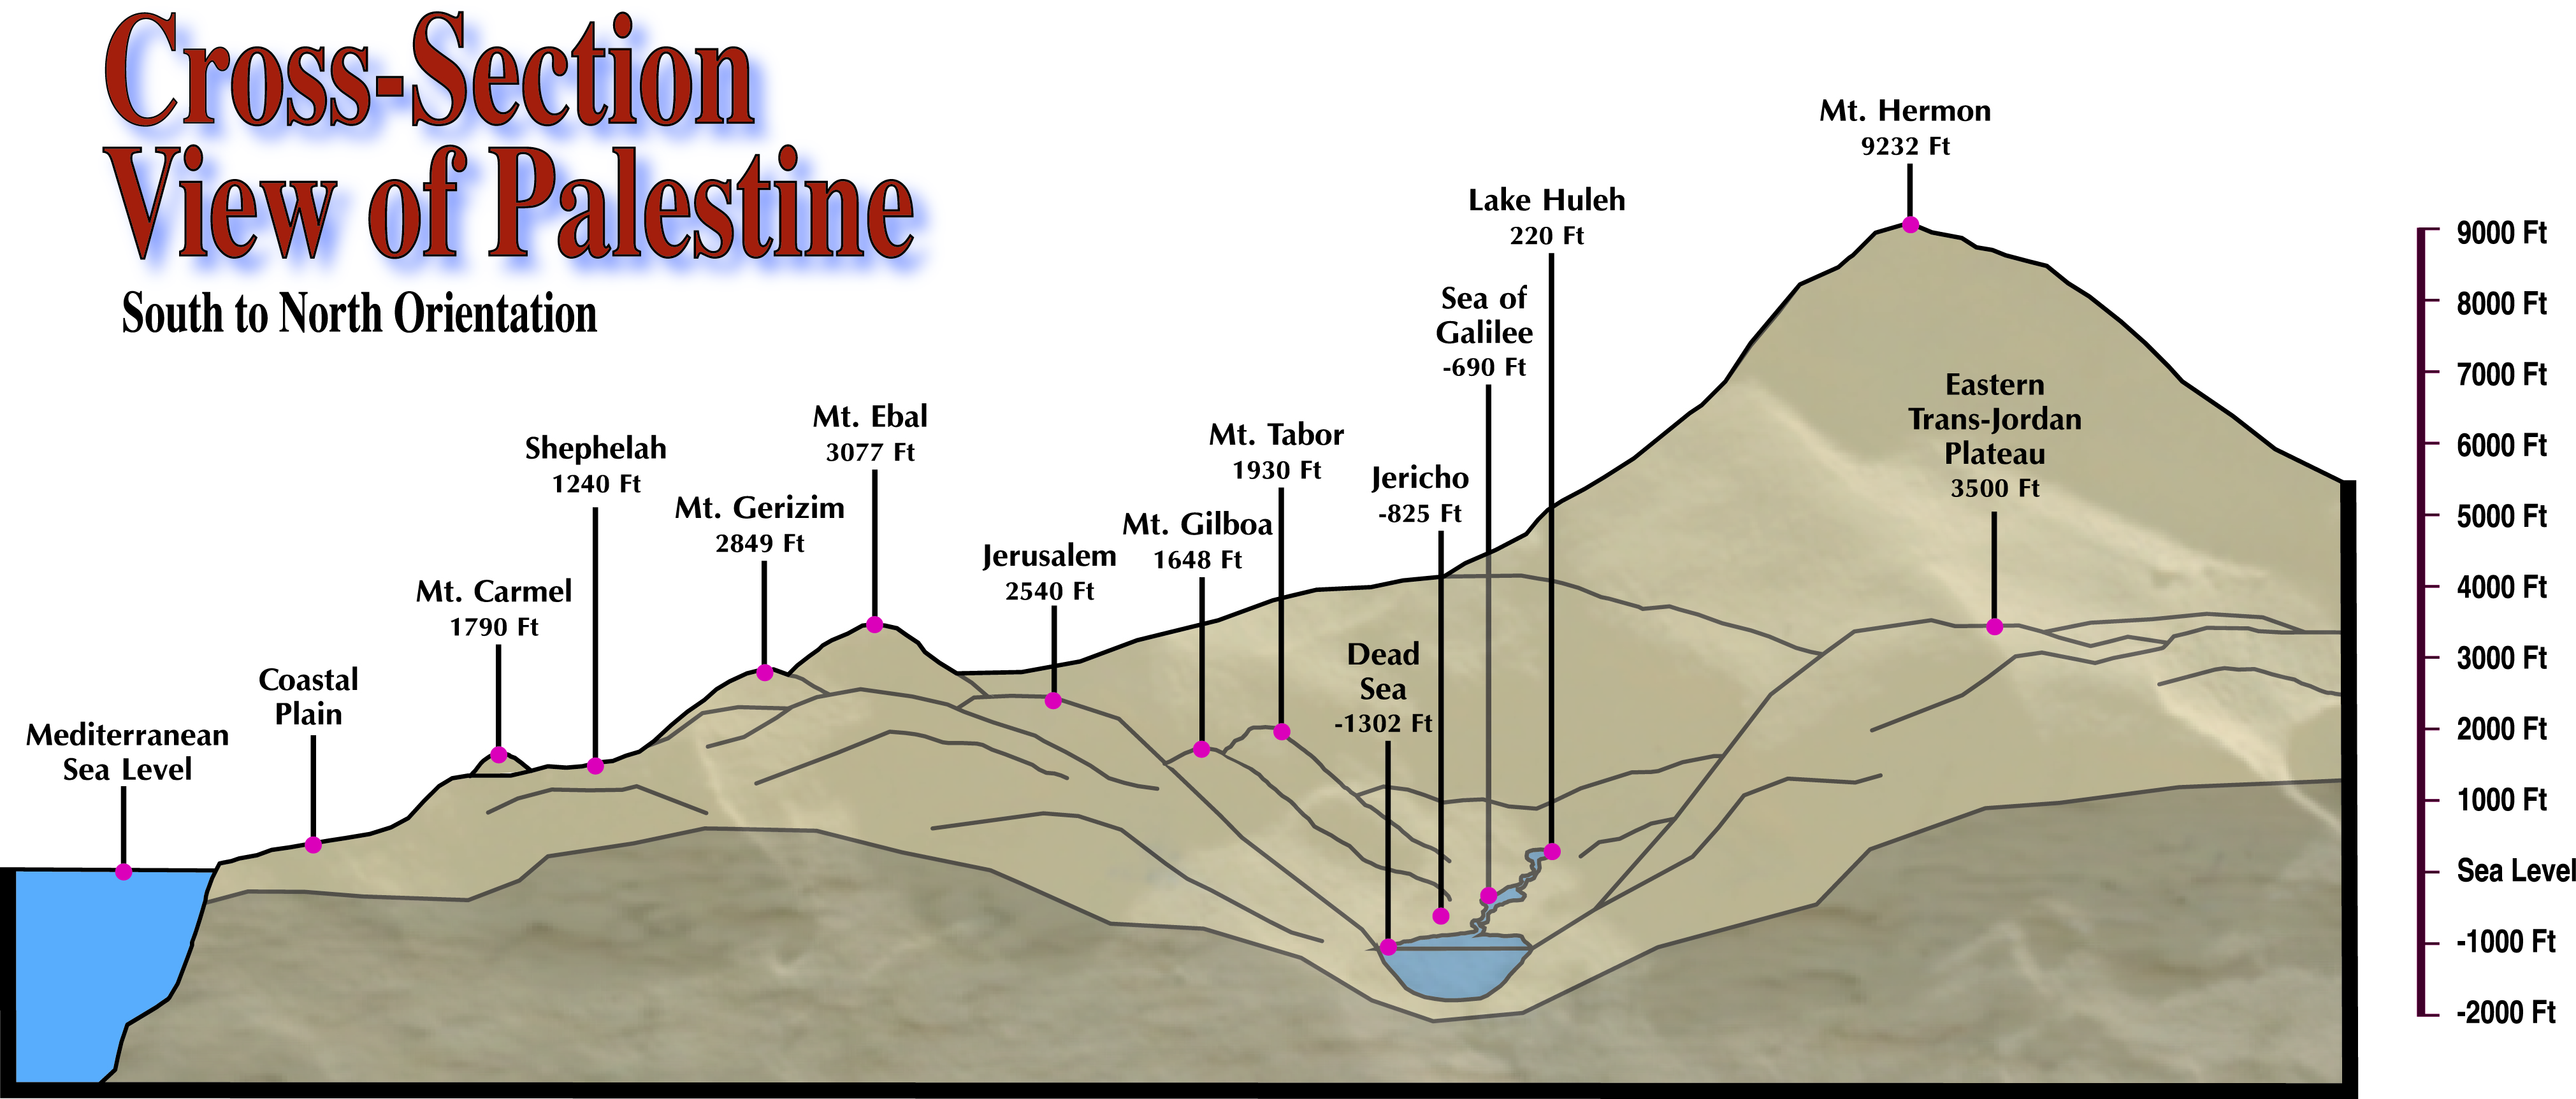 Cross-Section
View of Palestine
South to North Orientation
Mediterranean
Sea Level
Coastal
Plain
Mt. Carmel
1790 Ft
Shephelah
1240 Ft
Mt. Gerizim
2849 Ft
Mt. Ebal
3077 Ft
Jerusalem
2540 Ft
Mt. Gilboa
1648 Ft
Mt. Tabor
1930 Ft
Dead
Sea
-1302 Ft
Jericho
-825 Ft
Sea of
Galilee
-690 Ft
Lake Huleh
220 Ft
Mt. Hermon
9232 Ft
Eastern
Trans-Jordan
Plateau
3500 Ft
9000 Ft
8000 Ft
7000 Ft
6000 Ft
5000 Ft
4000 Ft
3000 Ft
2000 Ft
1000 Ft
Sea Level
-1000 Ft
-2000 Ft